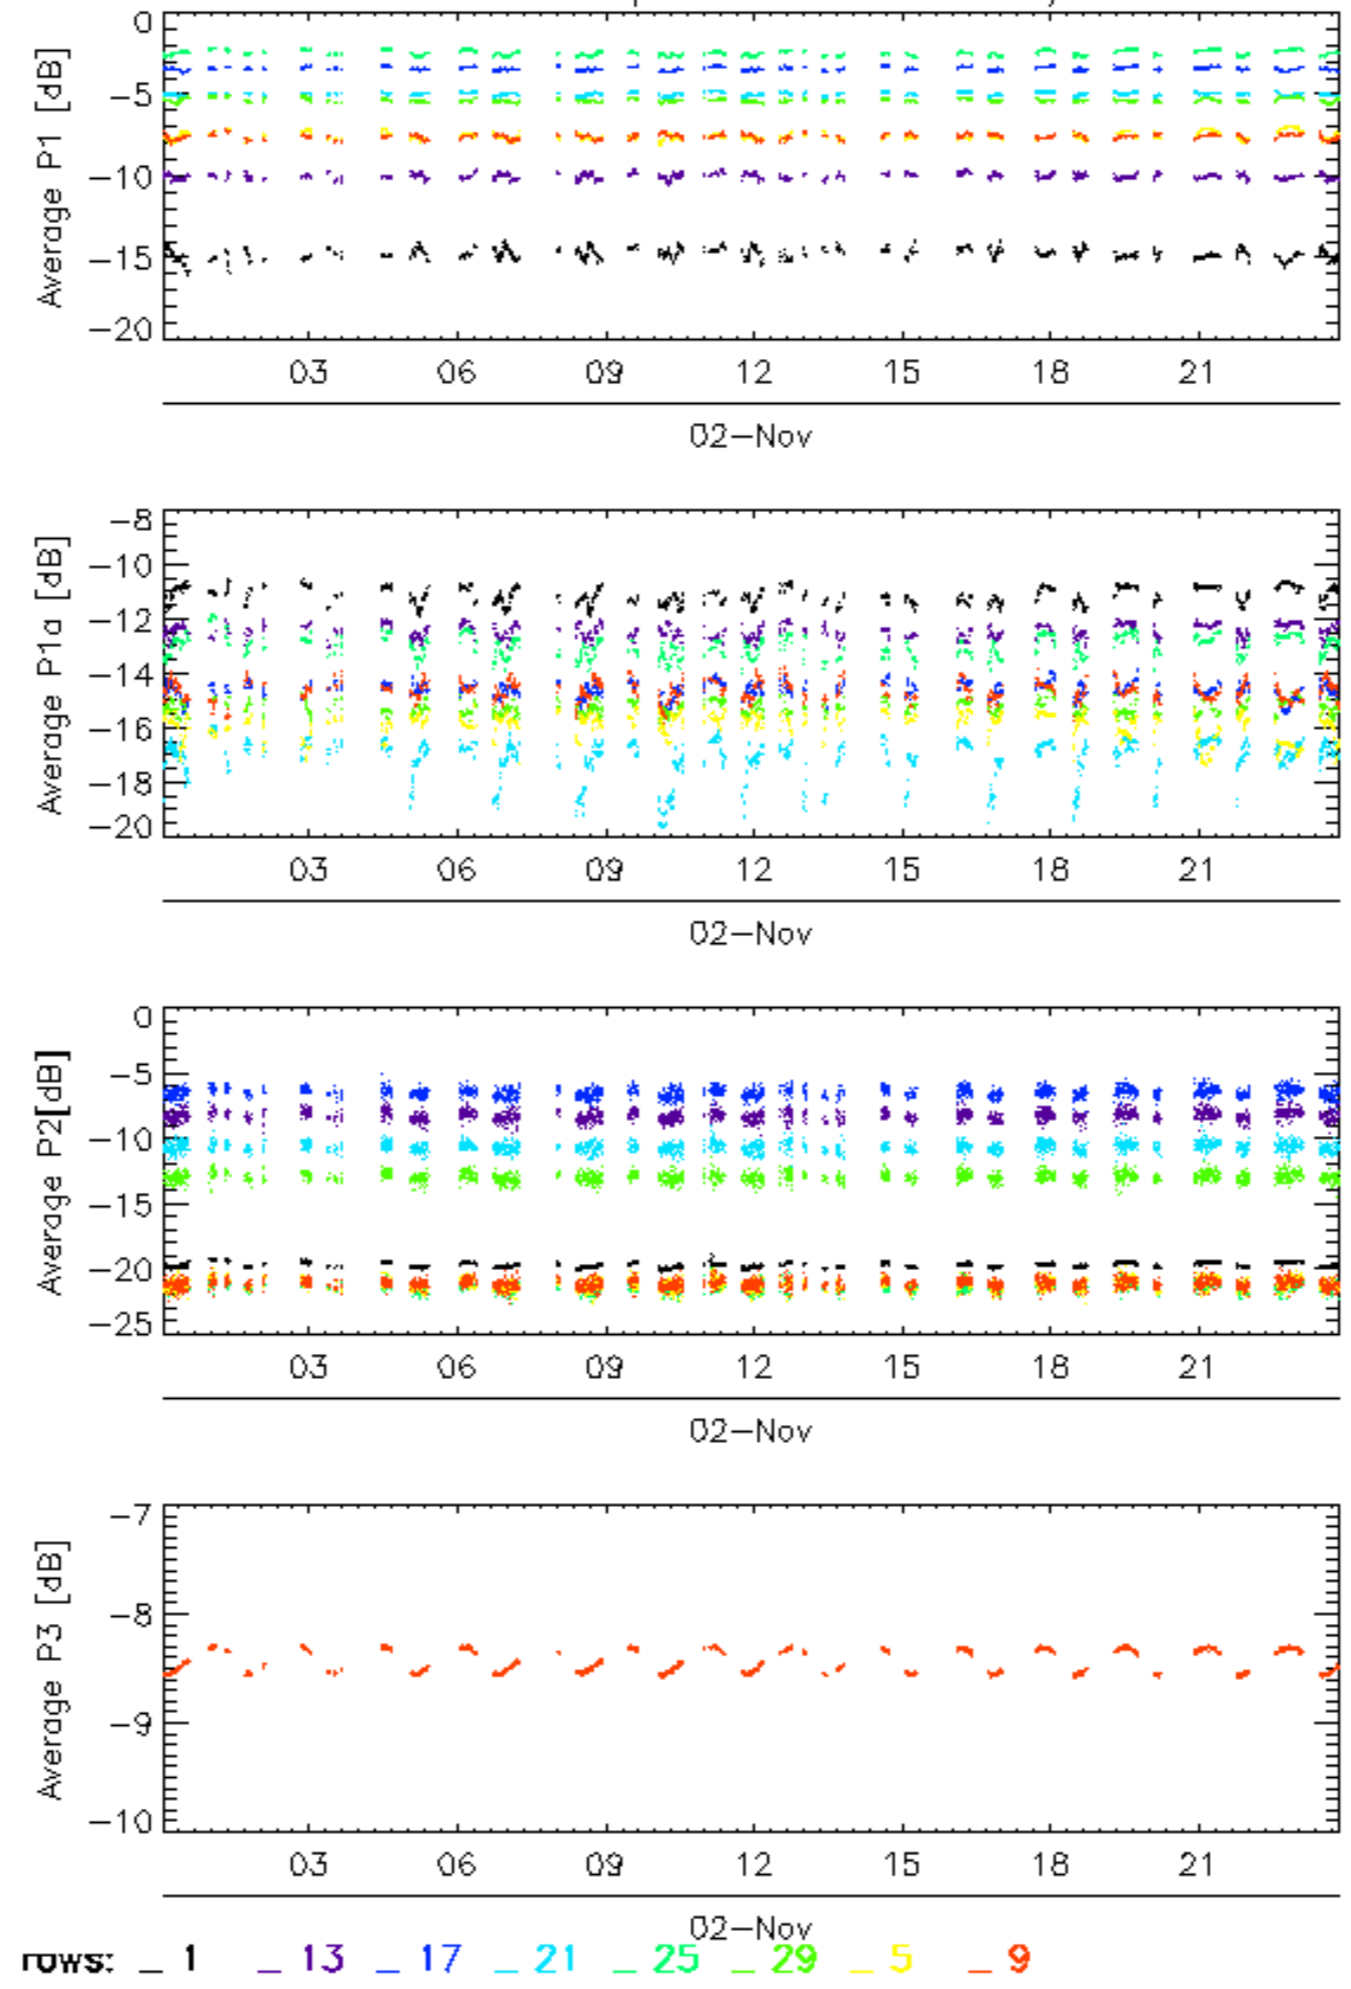 0
−5
−10
−15
−20
Average P1 [dB]
03 06 09 12 15 18 21
02−Nov
−8
−10
−12
−14
−16
−18
−20
Average P1a [dB]
03 06 09 12 15 18 21
02−Nov
0
−5
−10
−15
−20
−25
Average P2[dB]
03 06 09 12 15 18 21
02−Nov
−7
−8
−9
−10
Average P3 [dB]
03 06 09 12 15 18 21
02−Nov
rows: _ 1 _ 13 _ 17 _ 21 _ 25 _ 29 _ 5 _ 9